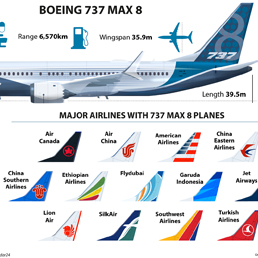 BOEING 737 MAX 8
Range 6,570km
Wingspan 35.9m
8
737
Length 39.5m
MAJOR AIRLINES WITH 737 MAX 8 PLANES
Air Canada
Air China
American Airlines
China Eastern Airlines
China Southern Airlines
Ethiopian Airlines
Flydubai
Garuda Indonesia
Jet Airways
Lion Air
SilkAir
Southwest Airlines
Turkish Airlines